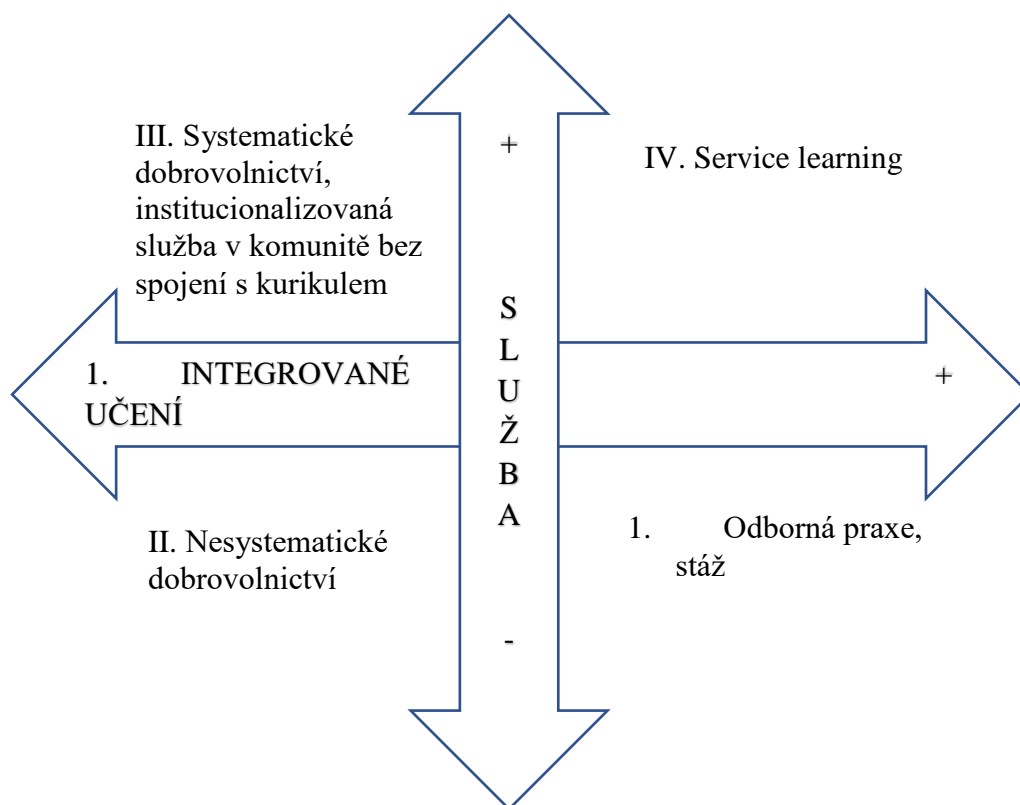 III. Systematické
dobrovolnictví,
institucionalizovaná
služba v komunitě bez
spojení s kurikulem
+
IV. Service learning
S
L
U
Ž
B
A
1. INTEGROVANÉ
UČENÍ
+
II. Nesystematické
dobrovolnictví
1. Odborná praxe,
stáž
-